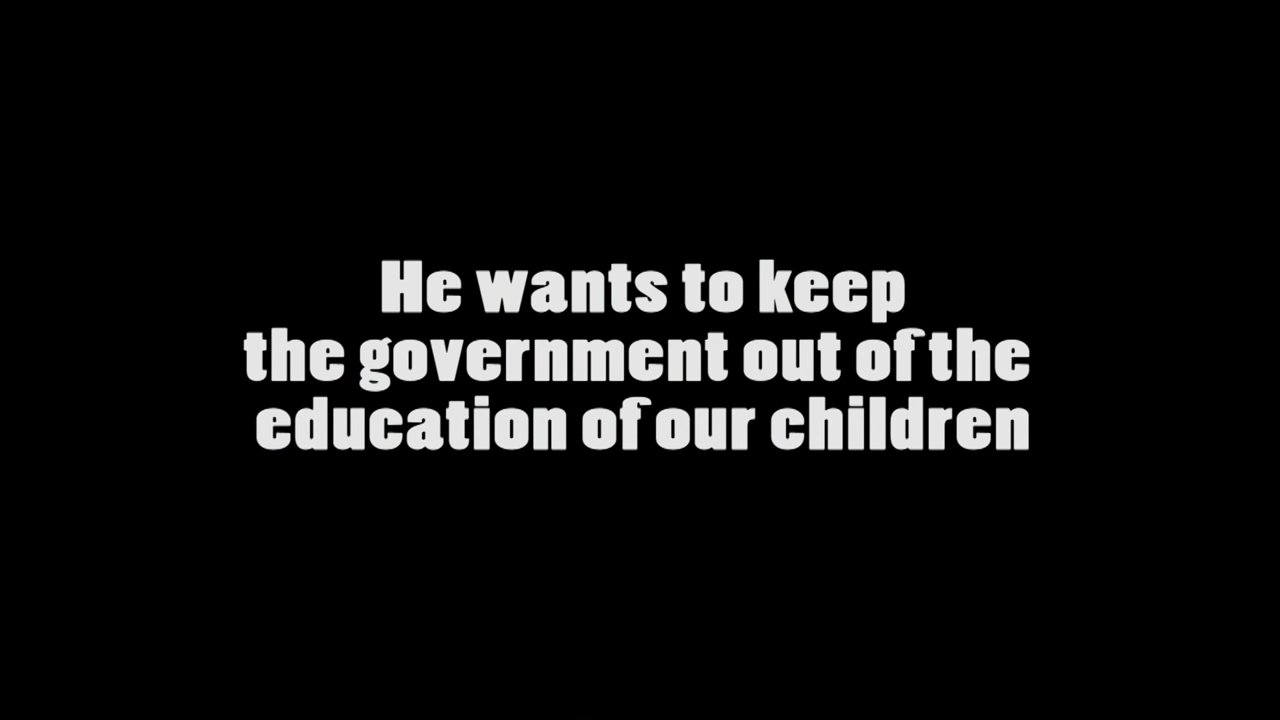 He wants to keep
the government out of the
education of our children